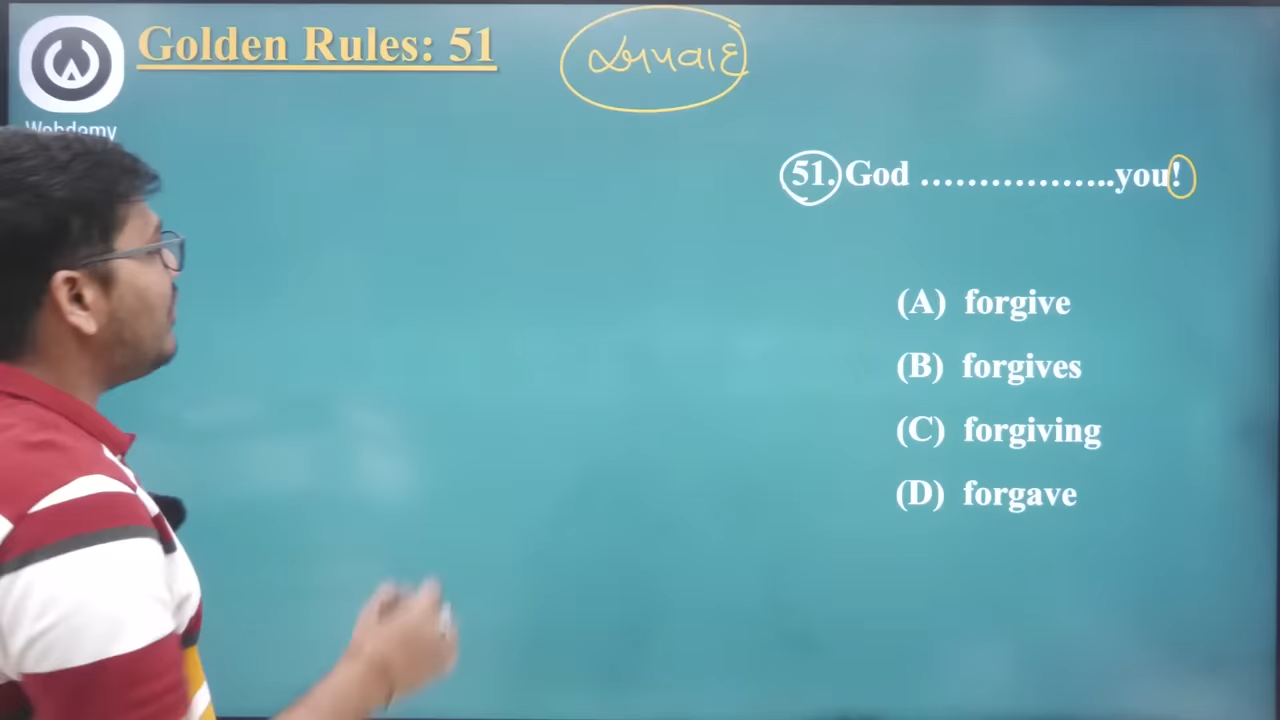 Golden Rules: 51
અપવાદ
Webdemy
51. God ………………..you!
(A) forgive
(B) forgives
(C) forgiving
(D) forgave